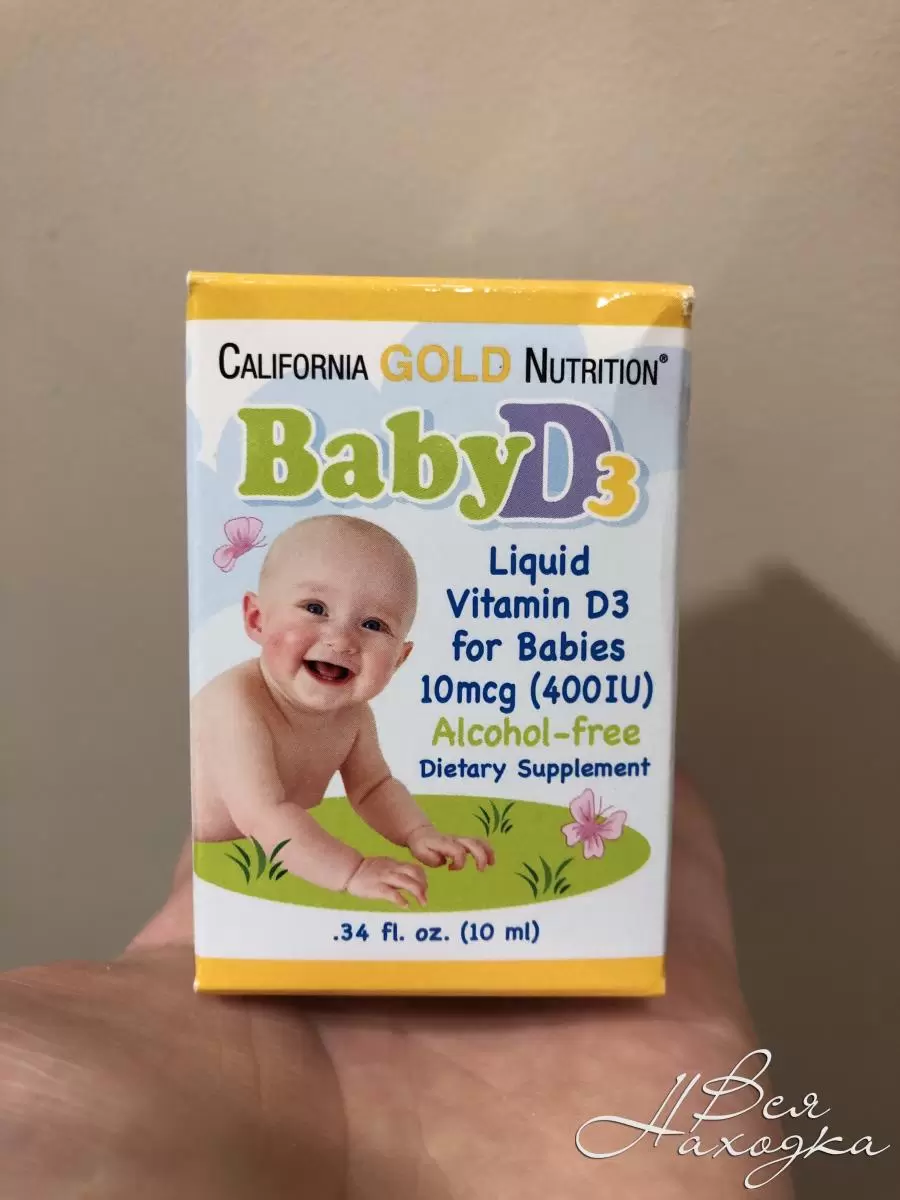 CALIFORNIA GOLD NUTRITION®
BabyD3
Liquid
Vitamin D3
for Babies
10mcg (400IU)
Alcohol-free
Dietary Supplement
.34 fl. oz. (10 ml)
Вся
Находка